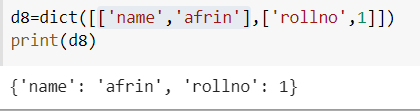 d8=dict([['name','afrin'],['rollno',1]])
print(d8)
{'name': 'afrin', 'rollno': 1}